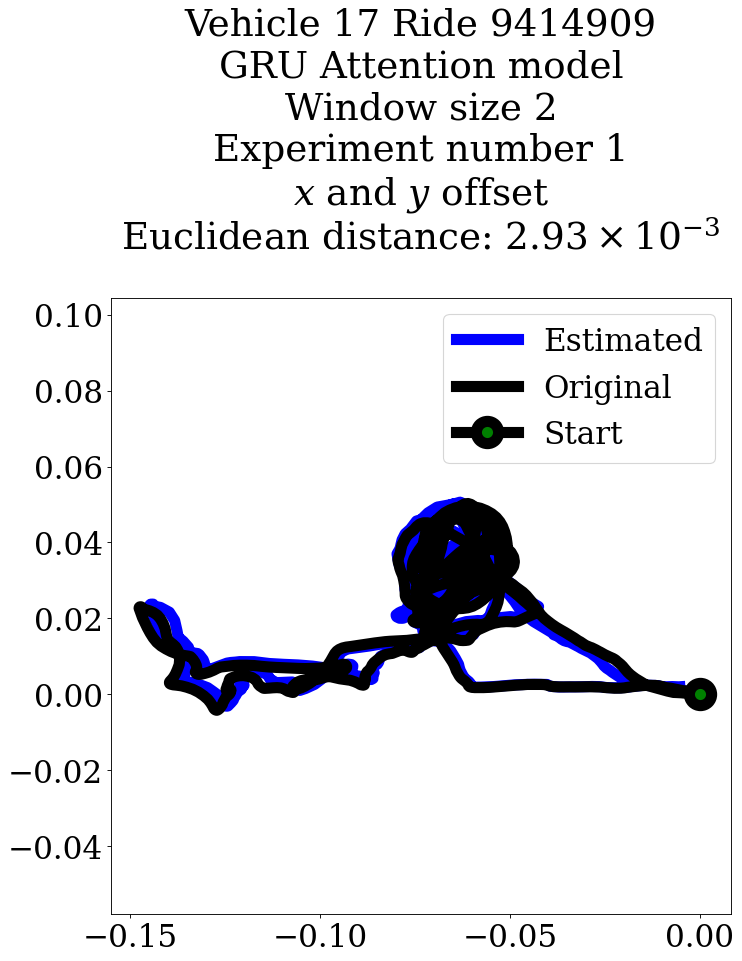 Vehicle 17 Ride 9414909
GRU Attention model
Window size 2
Experiment number 1
x and y offset
Euclidean distance: 2.93 × 10⁻³
Estimated
Original
Start
0.10
0.08
0.06
0.04
0.02
0.00
−0.02
−0.04
−0.15
−0.10
−0.05
0.00